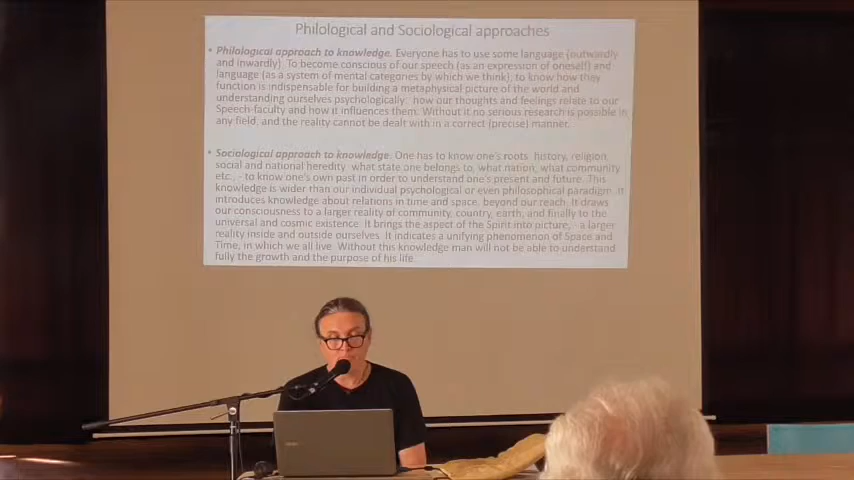 Philological and Sociological approaches
• Philological approach to knowledge. Everyone has to use some language (outwardly
and inwardly). To become conscious of our speech (as an expression of oneself) and
language (as a system of mental categories by which we think), to know how they
function is indispensable for building a metaphysical picture of the world and
understanding ourselves psychologically: how our thoughts and feelings relate to our
Speech-faculty and how it influences them. Without it no serious research is possible in
any field, and the reality cannot be dealt with in a correct (precise) manner.
• Sociological approach to knowledge. One has to know one's roots history, religion,
social and national heredity what state one belongs to, what nation, what community
etc., - to know one's own past in order to understand one's present and future. This
knowledge is wider than our individual psychological or even philosophical paradigm. It
introduces knowledge about relations in time and space, beyond our reach. It draws
our consciousness to a larger reality of community, country, earth, and finally to the
universal and cosmic existence. It brings the aspect of the Spirit into picture, - a larger
reality inside and outside ourselves. It indicates a unifying phenomenon of Space and
Time, in which we all live. Without this knowledge man will not be able to understand
fully the growth and the purpose of his life.